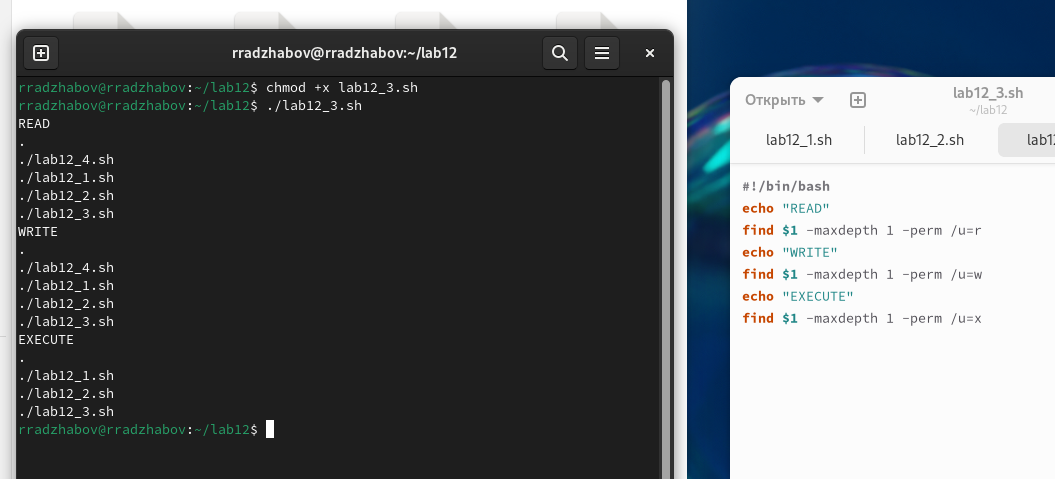 rradzhabov@rradzhabov:~/lab12
rradzhabov@rradzhabov:~/lab12$ chmod +x lab12_3.sh
rradzhabov@rradzhabov:~/lab12$ ./lab12_3.sh
READ
.
./lab12_4.sh
./lab12_1.sh
./lab12_2.sh
./lab12_3.sh
WRITE
.
./lab12_4.sh
./lab12_1.sh
./lab12_2.sh
./lab12_3.sh
EXECUTE
.
./lab12_1.sh
./lab12_2.sh
./lab12_3.sh
rradzhabov@rradzhabov:~/lab12$
Открыть
lab12_3.sh
~/lab12
lab12_1.sh lab12_2.sh lab12
#!/bin/bash
echo "READ"
find $1 -maxdepth 1 -perm /u=r
echo "WRITE"
find $1 -maxdepth 1 -perm /u=w
echo "EXECUTE"
find $1 -maxdepth 1 -perm /u=x